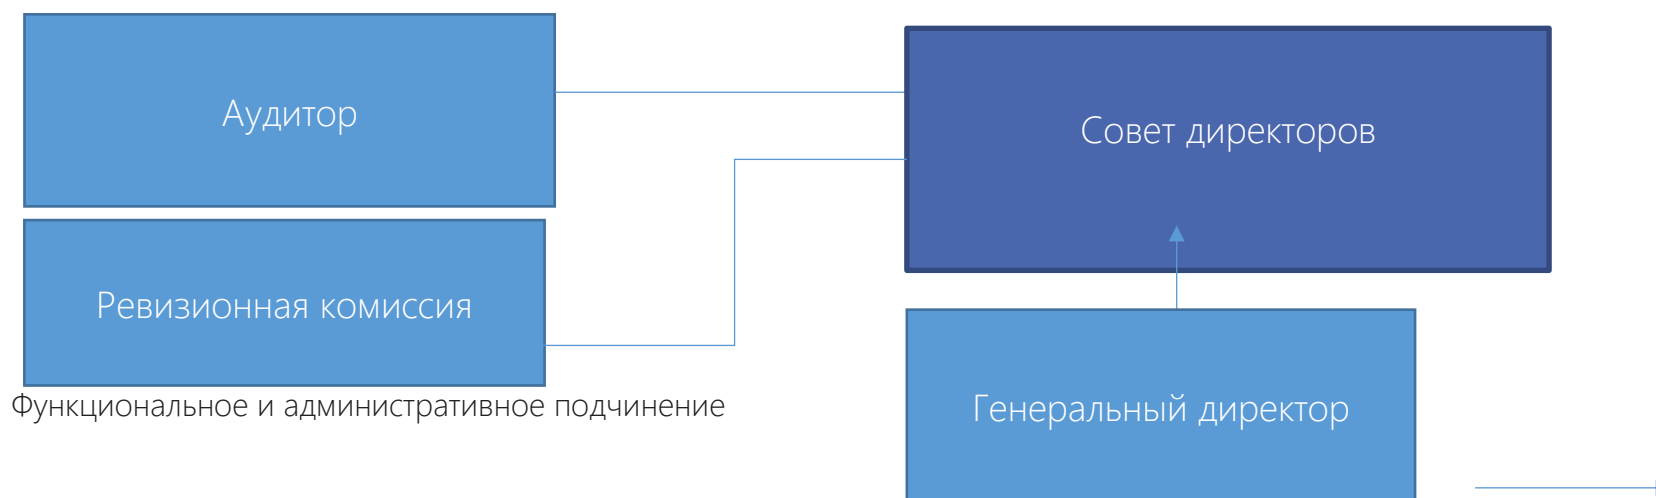 Аудитор
Совет директоров
Ревизионная комиссия
Функциональное и административное подчинение
Генеральный директор